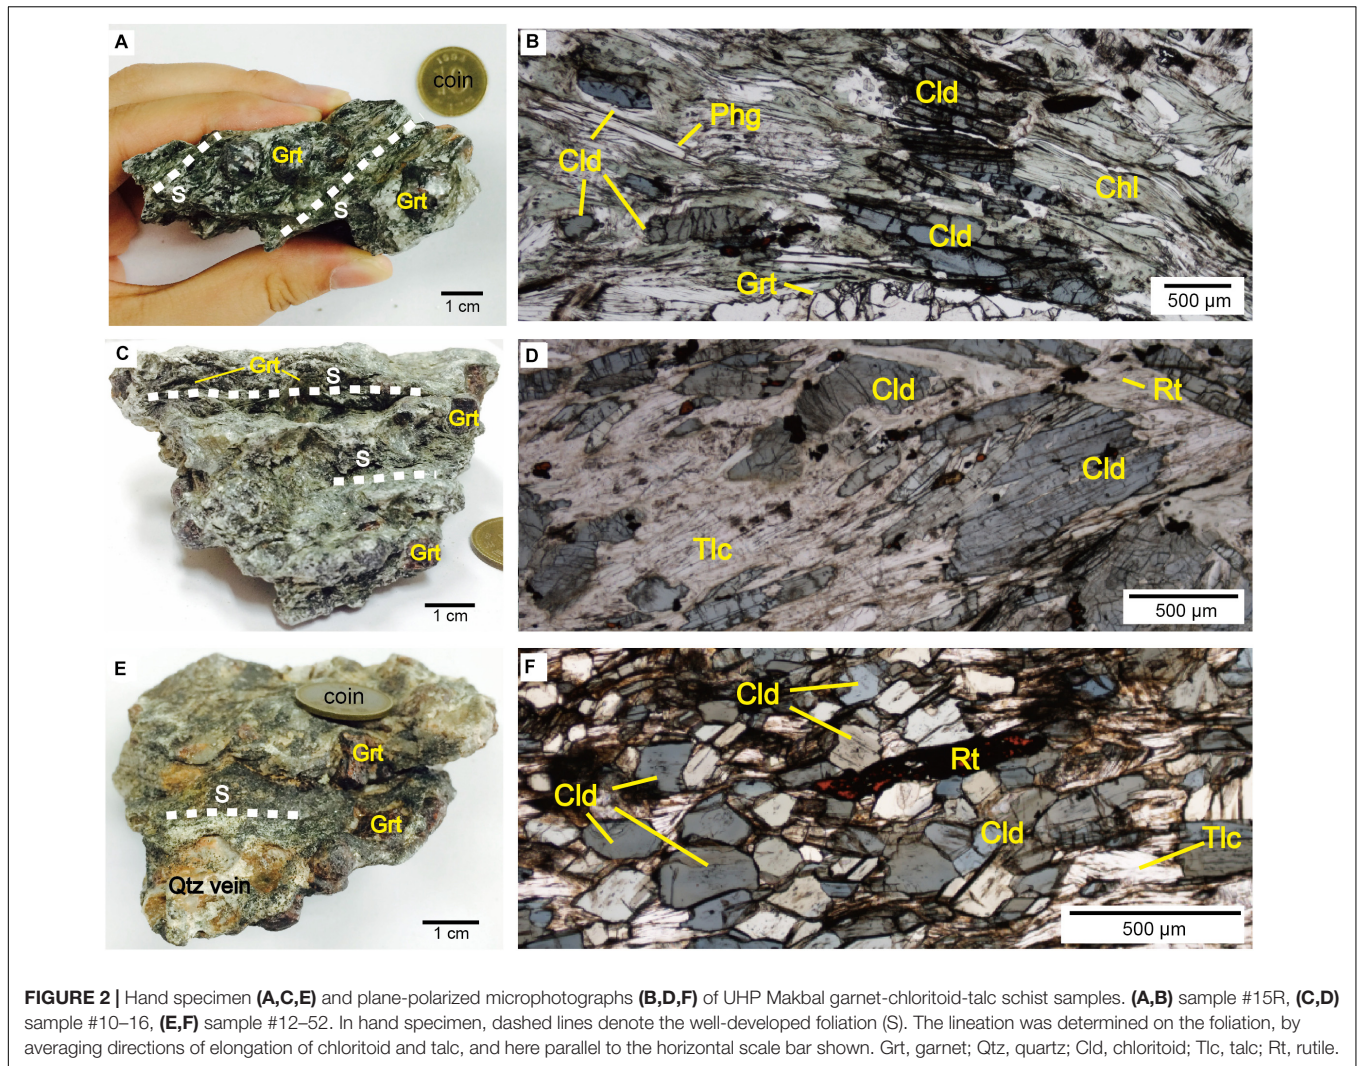 A
coin
Grt
S
S
Grt
1 cm
B
Cld
Phg
Cld
Chl
Cld
Grt
500 µm
C
Grt
S
Grt
S
Grt
1 cm
D
Cld
Rt
Cld
Tlc
500 µm
E
coin
Grt
S
Grt
Qtz vein
1 cm
F
Cld
Rt
Cld
Cld
Tlc
500 µm
FIGURE 2 | Hand specimen (A,C,E) and plane-polarized microphotographs (B,D,F) of UHP Makbal garnet-chloritoid-talc schist samples. (A,B) sample #15R, (C,D)
sample #10–16, (E,F) sample #12–52. In hand specimen, dashed lines denote the well-developed foliation (S). The lineation was determined on the foliation, by
averaging directions of elongation of chloritoid and talc, and here parallel to the horizontal scale bar shown. Grt, garnet; Qtz, quartz; Cld, chloritoid; Tlc, talc; Rt, rutile.